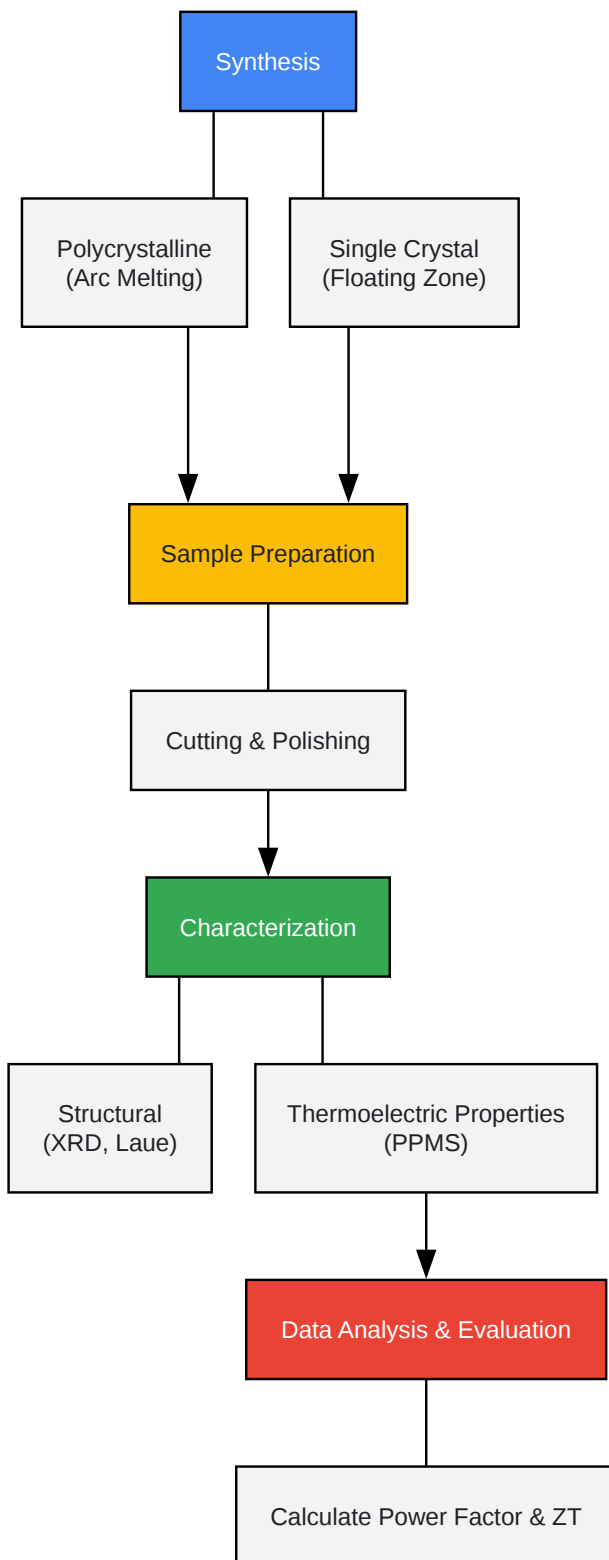 Synthesis
Polycrystalline
(Arc Melting)
Single Crystal
(Floating Zone)
Sample Preparation
Cutting & Polishing
Characterization
Structural
(XRD, Laue)
Thermoelectric Properties
(PPMS)
Data Analysis & Evaluation
Calculate Power Factor & ZT